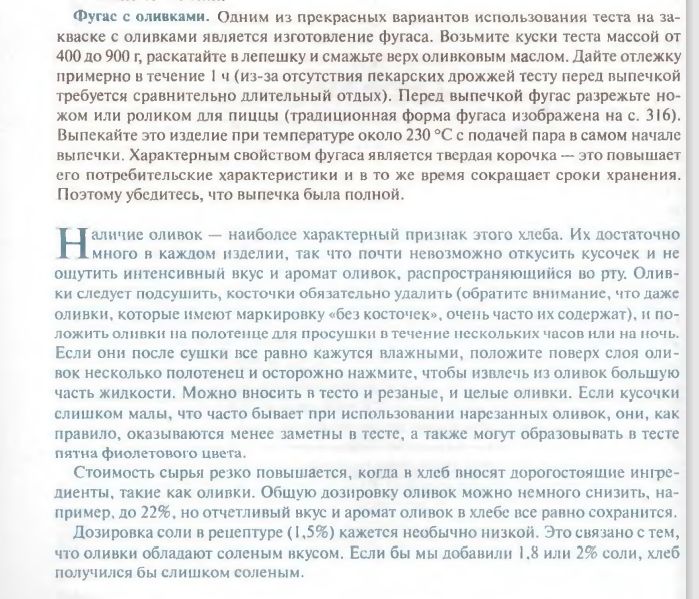 Фугас с оливками. Одним из прекрасных вариантов использования теста на за-
кваске с оливками является изготовление фугаса. Возьмите куски теста массой от
400 до 900 г, раскатайте в лепешку и смажьте верх оливковым маслом. Дайте отлежку
примерно в течение 1 ч (из-за отсутствия пекарских дрожжей тесту перед выпечкой
требуется сравнительно длительный отдых). Перед выпечкой фугас разрежьте но-
жом или роликом для пиццы (традиционная форма фугаса изображена на с. 316).
Выпекайте это изделие при температуре около 230 °С с подачей пара в самом начале
выпечки. Характерным свойством фугаса является твердая корочка — это повышает
его потребительские характеристики и в то же время сокращает сроки хранения.
Поэтому убедитесь, что выпечка была полной.
Наличие оливок — наиболее характерный признак этого хлеба. Их достаточно
много в каждом изделии, так что почти невозможно откусить кусочек и не
ощутить интенсивный вкус и аромат оливок, распространяющийся во рту. Олив-
ки следует подсушить, косточки обязательно удалить (обратите внимание, что даже
оливки, которые имеют маркировку «без косточек», очень часто их содержат), и по-
ложить оливки на полотенце для просушки в течение нескольких часов или на ночь.
Если они после сушки все равно кажутся влажными, положите поверх слоя оли-
вок несколько полотенец и осторожно нажмите, чтобы извлечь из оливок большую
часть жидкости. Можно вносить в тесто и резаные, и целые оливки. Если кусочки
слишком малы, что часто бывает при использовании нарезанных оливок, они, как
правило, оказываются менее заметны в тесте, а также могут образовывать в тесте
пятна фиолетового цвета.
Стоимость сырья резко повышается, когда в хлеб вносят дорогостоящие ингре-
диенты, такие как оливки. Общую дозировку оливок можно немного снизить, на-
пример, до 22%, но отчетливый вкус и аромат оливок в хлебе все равно сохранится.
Дозировка соли в рецептуре (1,5%) кажется необычно низкой. Это связано с тем,
что оливки обладают соленым вкусом. Если бы мы добавили 1,8 или 2% соли, хлеб
получился бы слишком соленым.